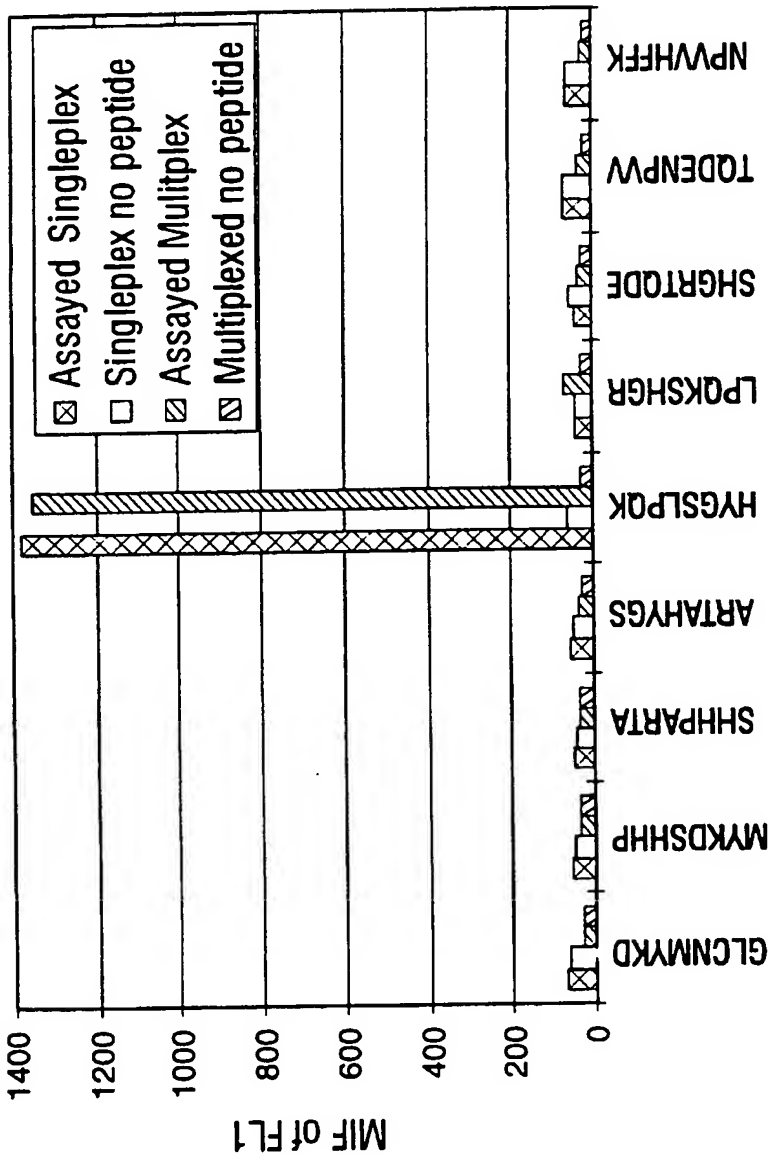 1400
1200
1000
800
600
400
200
0
MIF of FL1
Assayed Singleplex
Singleplex no peptide
Assayed Mulitplex
Multiplexed no peptide
GLCNMYKD
MYKDSHHP
SHHPARTA
ARTAHYGS
HYGSLPQK
LPQKSHGR
SHGRTQDE
TQDENPVV
NPVVHFFK